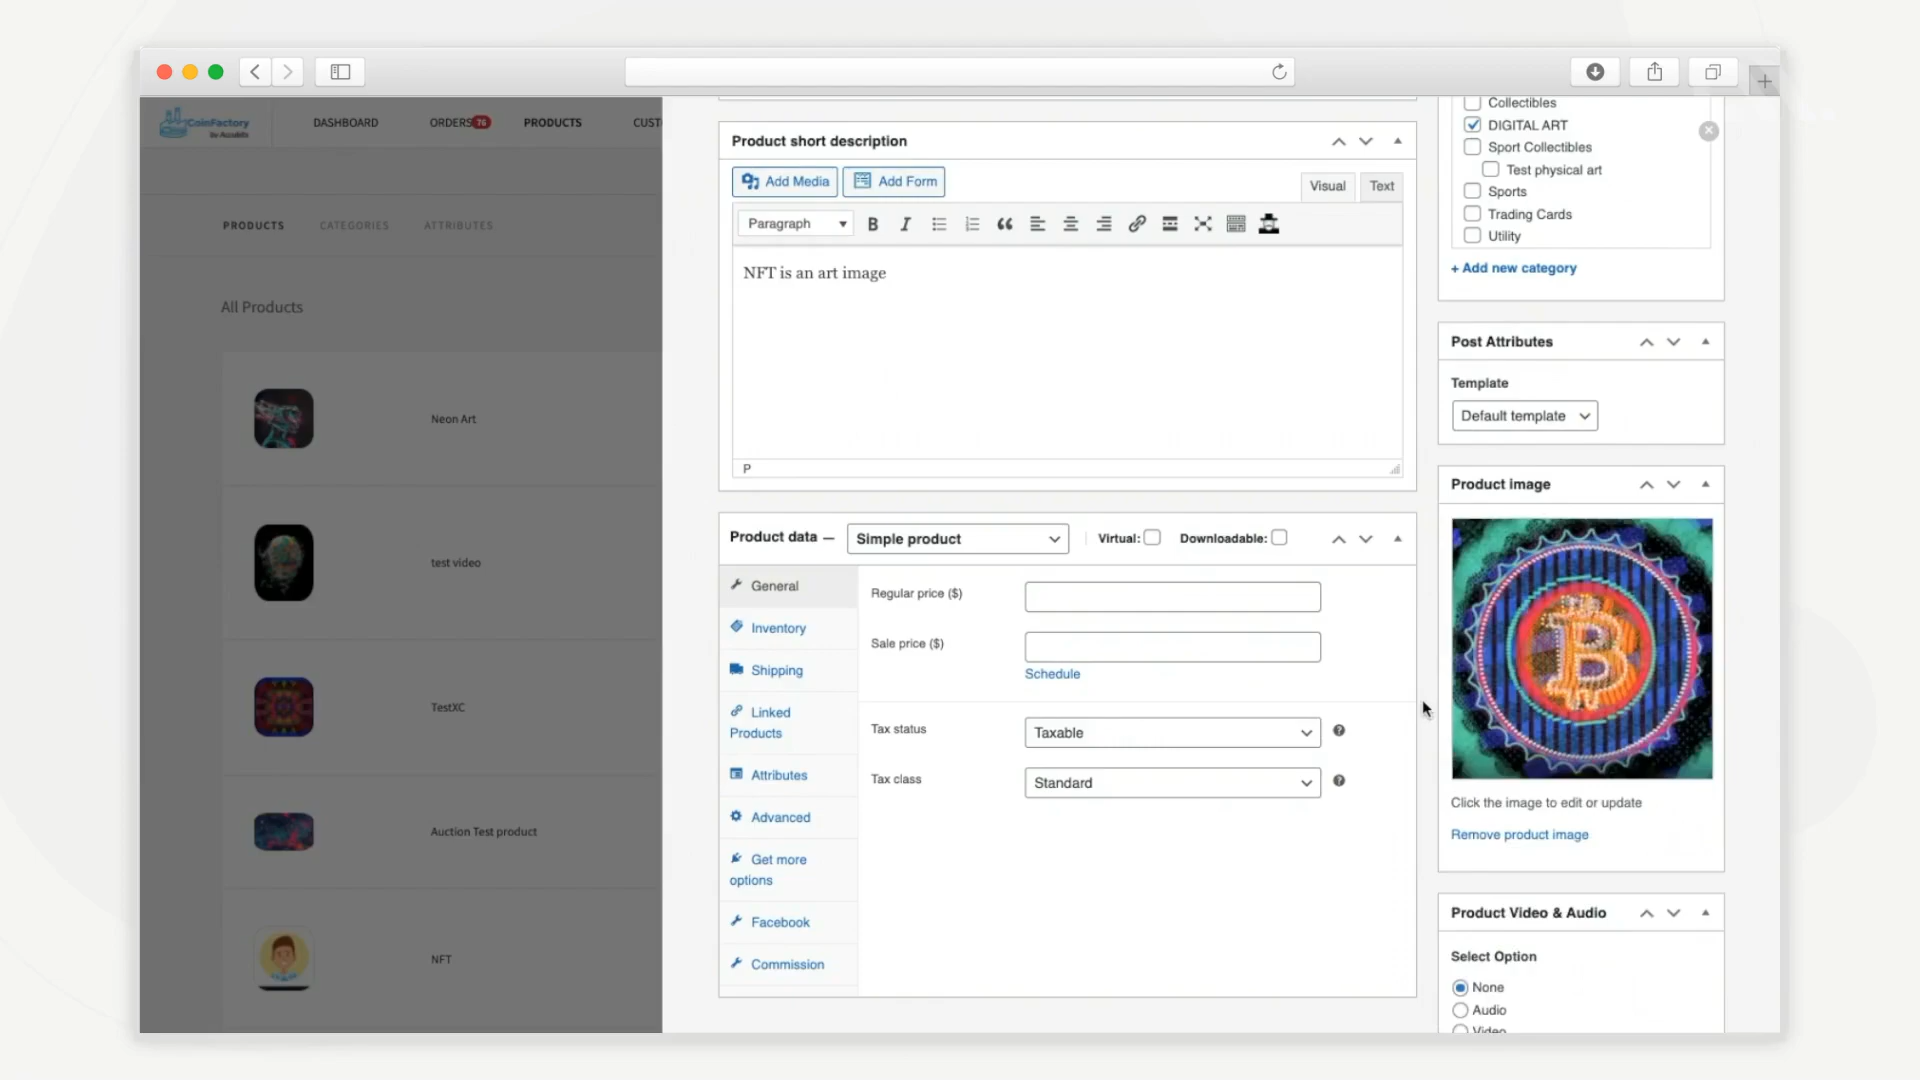 CoinFactory
by Accubits
DASHBOARD
ORDERS 76
PRODUCTS
CUST
PRODUCTS
CATEGORIES
ATTRIBUTES
All Products
Neon Art
test video
TestXC
Auction Test product
NFT
Product short description
Add Media
Add Form
Visual
Text
Paragraph
NFT is an art image
P
Product data —
Simple product
Virtual:
Downloadable:
General
Inventory
Shipping
Linked
Products
Attributes
Advanced
Get more
options
Facebook
Commission
Regular price ($)
Sale price ($)
Schedule
Tax status
Taxable
Tax class
Standard
Collectibles
DIGITAL ART
Sport Collectibles
Test physical art
Sports
Trading Cards
Utility
+ Add new category
Post Attributes
Template
Default template
Product image
Click the image to edit or update
Remove product image
Product Video & Audio
Select Option
None
Audio
Video